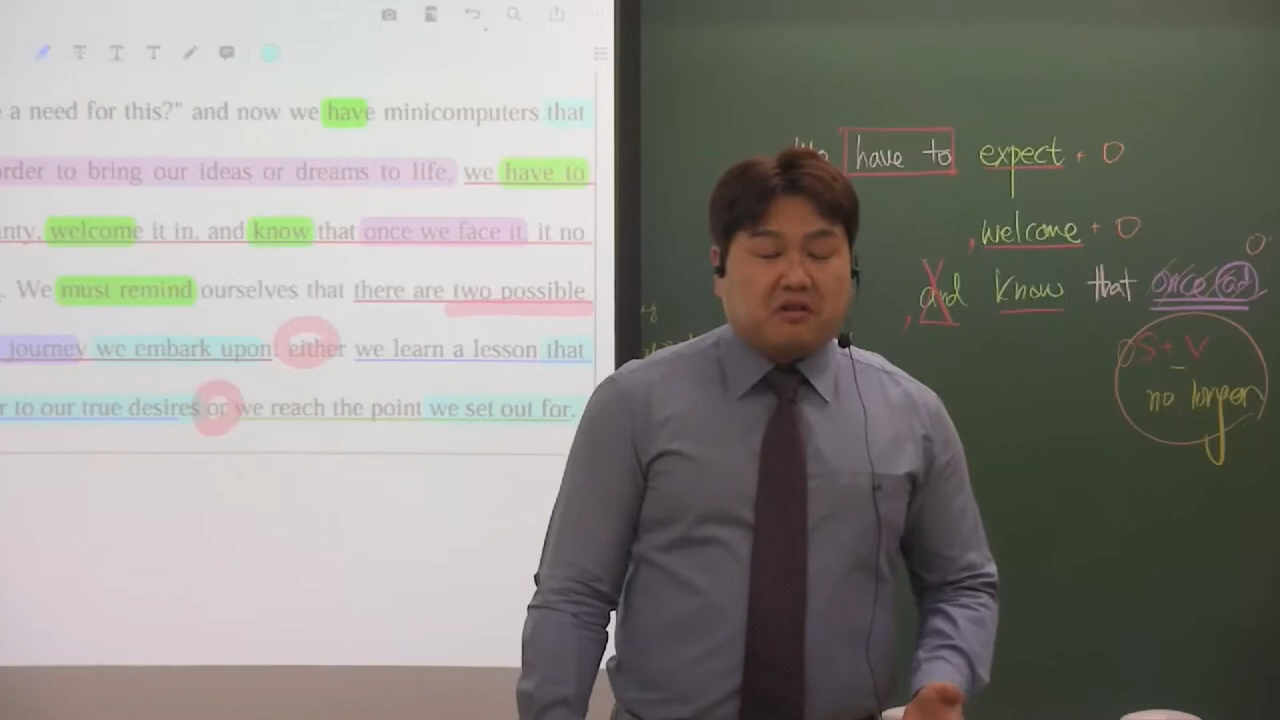 a need for this?" and now we have minicomputers that
order to bring our ideas or dreams to life, we have to
welcome it in, and know that once we face it, it no
We must remind ourselves that there are two possible
journey we embark upon: either we learn a lesson that
to our true desires or we reach the point we set out for.
have to expect + O
, welcome + O
, and know that once ad
O
S + V
no longer